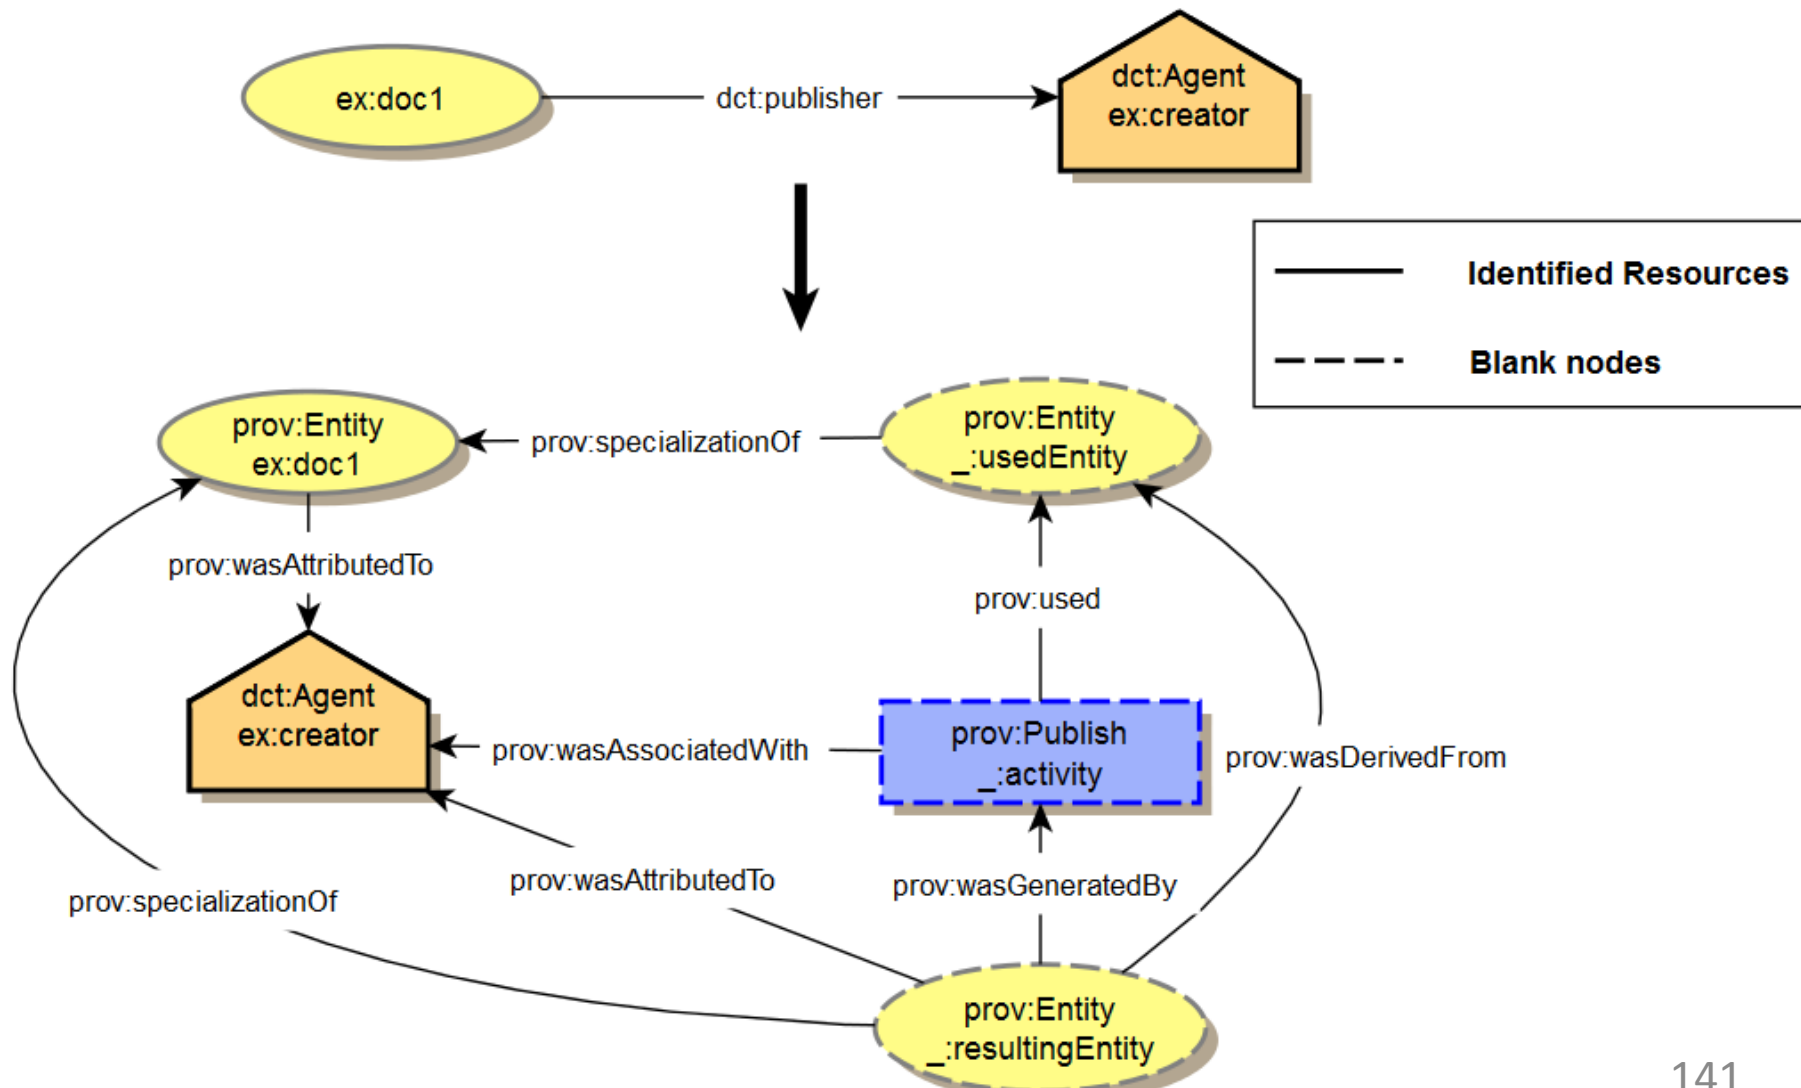 ex:doc1
dct:publisher
dct:Agent
ex:creator
Identified Resources
Blank nodes
prov:Entity
ex:doc1
prov:specializationOf
prov:Entity
_:usedEntity
prov:wasAttributedTo
prov:used
dct:Agent
ex:creator
prov:wasAssociatedWith
prov:Publish
_:activity
prov:wasDerivedFrom
prov:specializationOf
prov:wasAttributedTo
prov:wasGeneratedBy
prov:Entity
_:resultingEntity
141